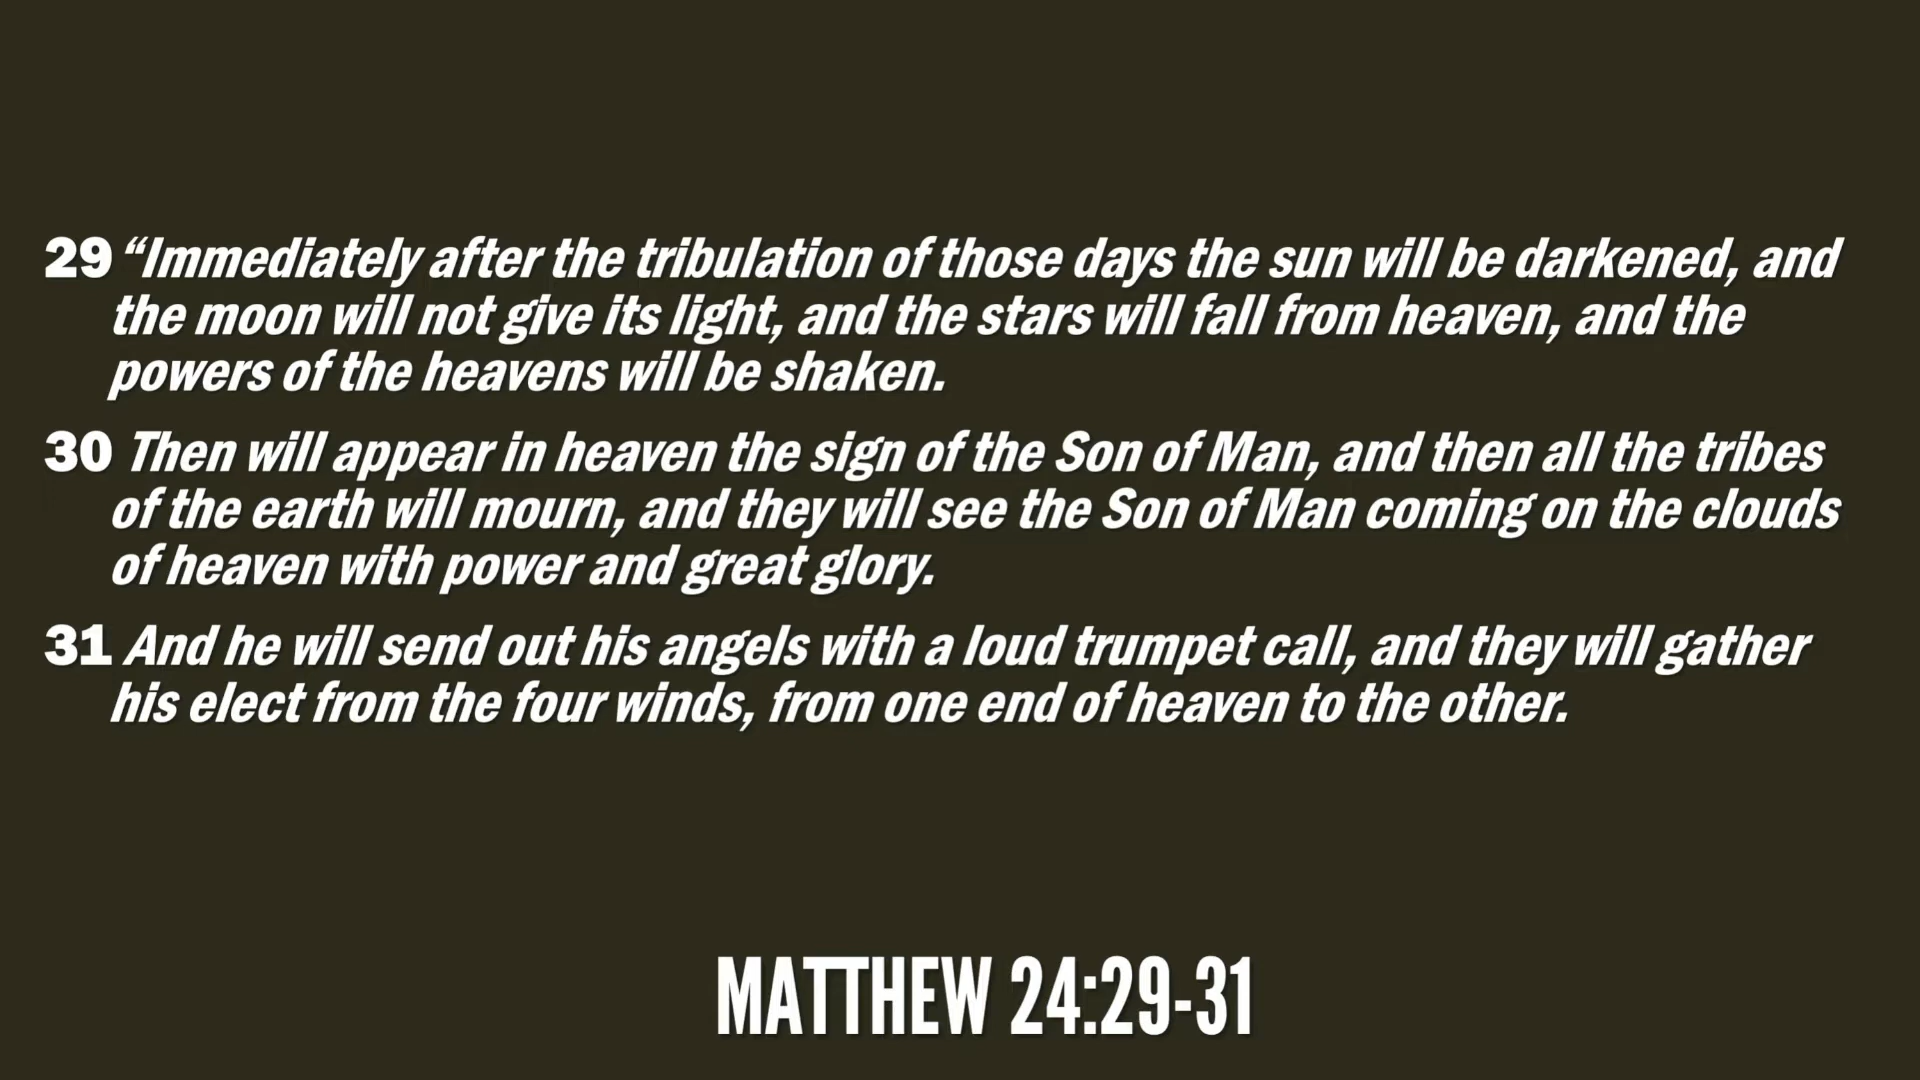 29 “Immediately after the tribulation of those days the sun will be darkened, and
the moon will not give its light, and the stars will fall from heaven, and the
powers of the heavens will be shaken.
30 Then will appear in heaven the sign of the Son of Man, and then all the tribes
of the earth will mourn, and they will see the Son of Man coming on the clouds
of heaven with power and great glory.
31 And he will send out his angels with a loud trumpet call, and they will gather
his elect from the four winds, from one end of heaven to the other.
MATTHEW 24:29-31